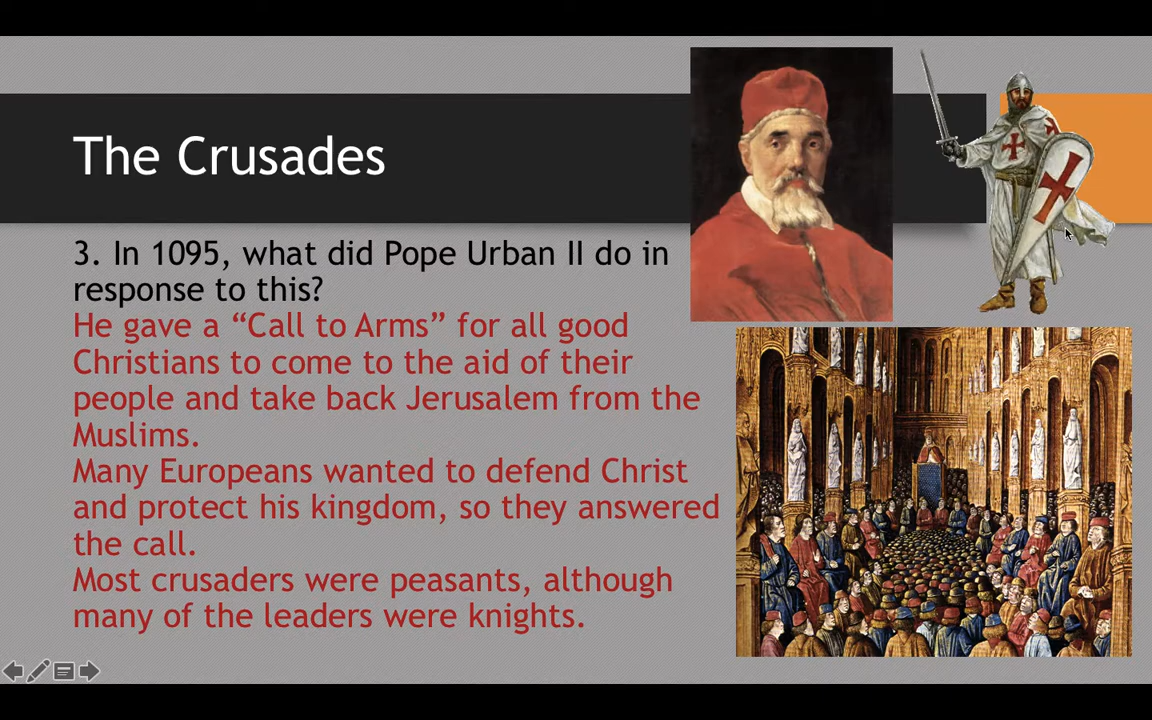 The Crusades
3. In 1095, what did Pope Urban II do in
response to this?
He gave a “Call to Arms” for all good
Christians to come to the aid of their
people and take back Jerusalem from the
Muslims.
Many Europeans wanted to defend Christ
and protect his kingdom, so they answered
the call.
Most crusaders were peasants, although
many of the leaders were knights.